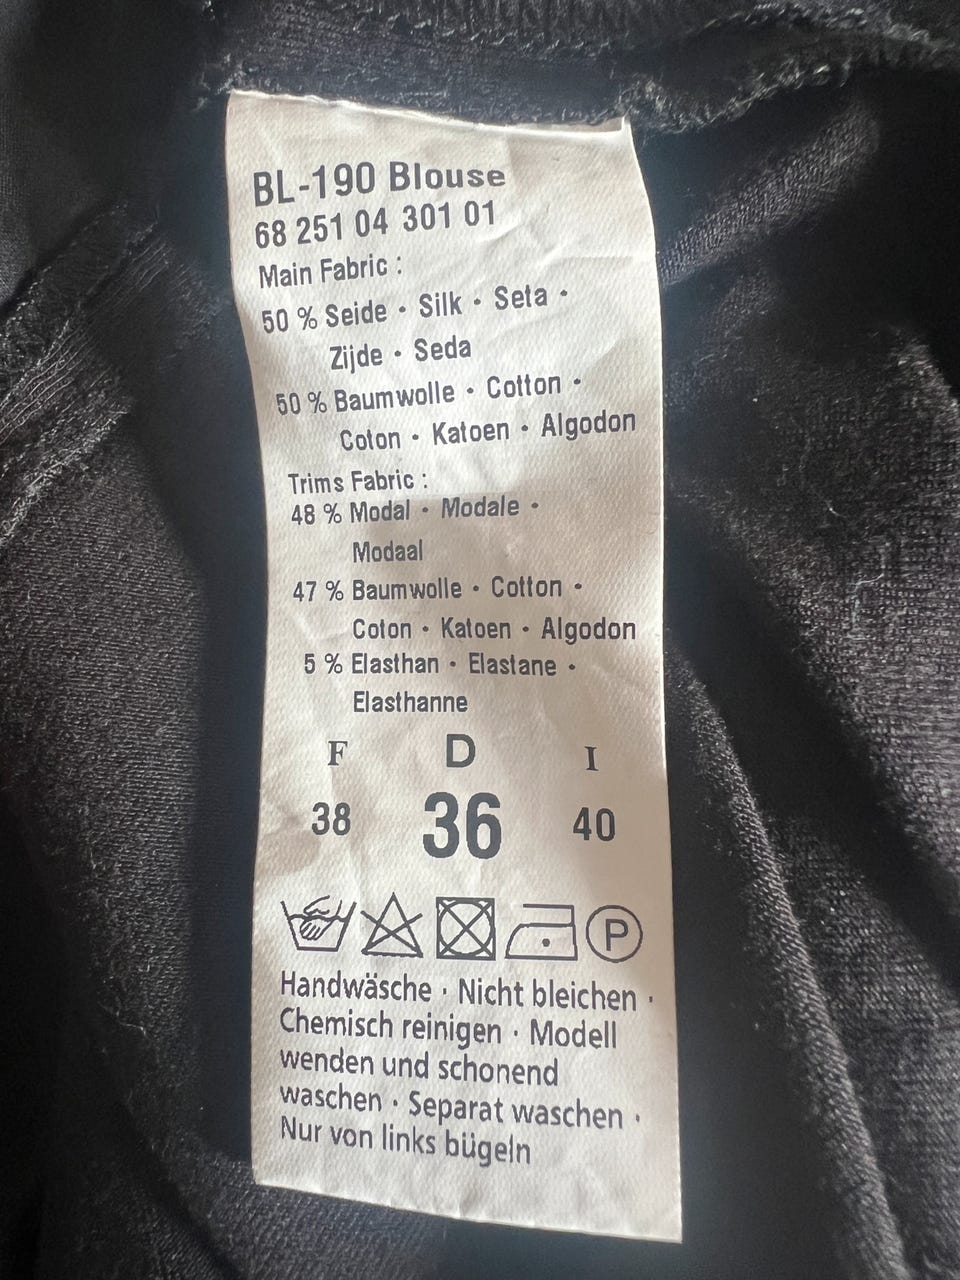 BL-190 Blouse
68 251 04 301 01
Main Fabric :
50 % Seide · Silk · Seta ·
Zijde · Seda
50 % Baumwolle · Cotton ·
Coton · Katoen · Algodon
Trims Fabric :
48 % Modal · Modale ·
Modaal
47 % Baumwolle · Cotton ·
Coton · Katoen · Algodon
5 % Elasthan · Elastane ·
Elasthanne
F D I
38 36 40
P
Handwäsche · Nicht bleichen ·
Chemisch reinigen · Modell
wenden und schonend
waschen · Separat waschen ·
Nur von links bügeln